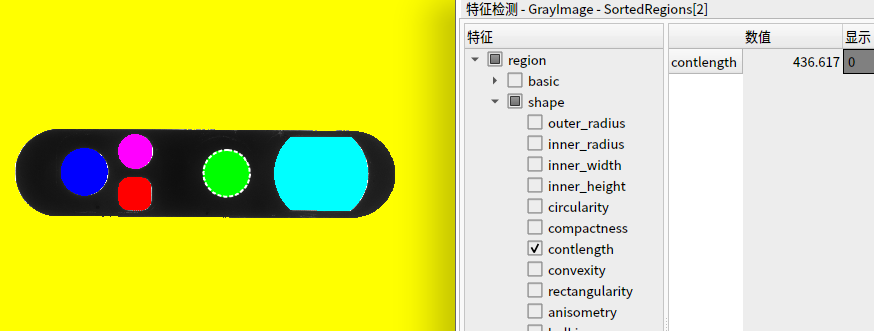 特征检测 - GrayImage - SortedRegions[2]
特征
数值 显示
region
contlength 436.617 0
basic
shape
outer_radius
inner_radius
inner_width
inner_height
circularity
compactness
contlength
convexity
rectangularity
anisometry